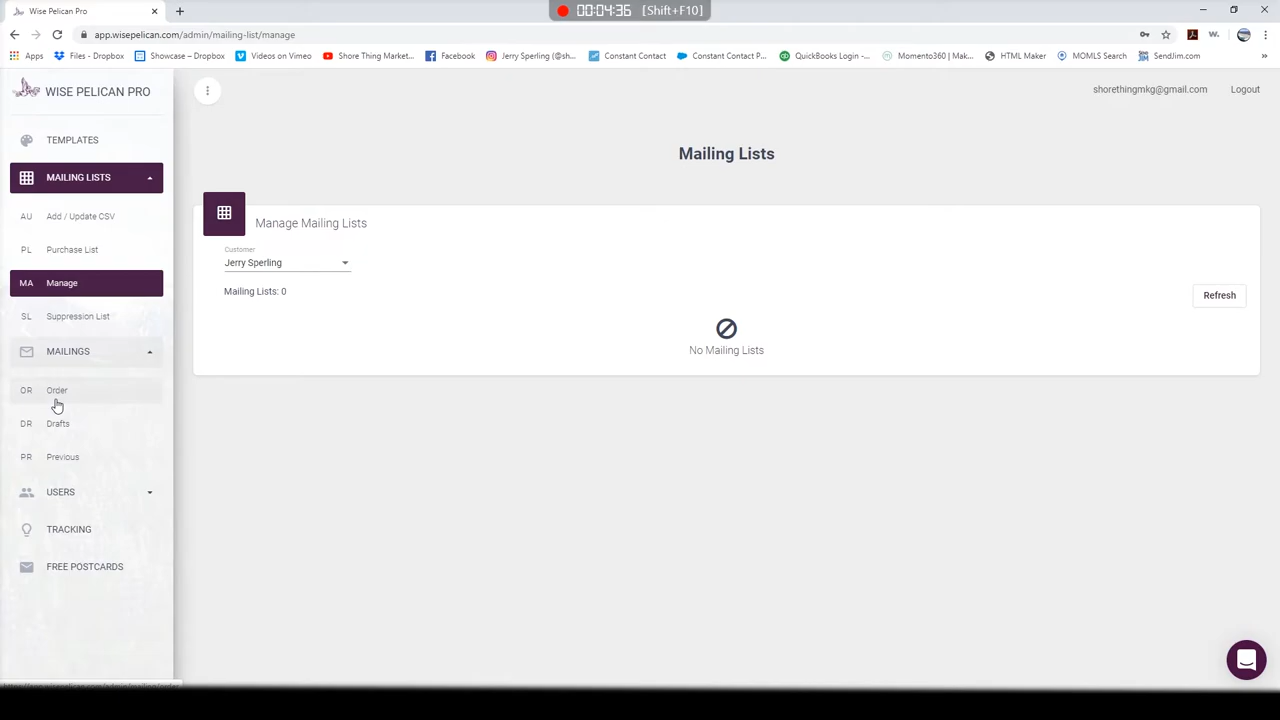 Wise Pelican Pro
00:04:36 [Shift+F10]
app.wisepelican.com/admin/mailing-list/manage
Apps Files - Dropbox Showcase – Dropbox Videos on Vimeo Shore Thing Market... Facebook Jerry Sperling (@sh... Constant Contact Constant Contact P... QuickBooks Login -... Momento360 | Mak... HTML Maker MOMLS Search SendJim.com
WISE PELICAN PRO
shorethingmkg@gmail.com Logout
TEMPLATES
MAILING LISTS
AU Add / Update CSV
PL Purchase List
MA Manage
SL Suppression List
MAILINGS
OR Order
DR Drafts
PR Previous
USERS
TRACKING
FREE POSTCARDS
Mailing Lists
Manage Mailing Lists
Customer
Jerry Sperling
Mailing Lists: 0
Refresh
No Mailing Lists